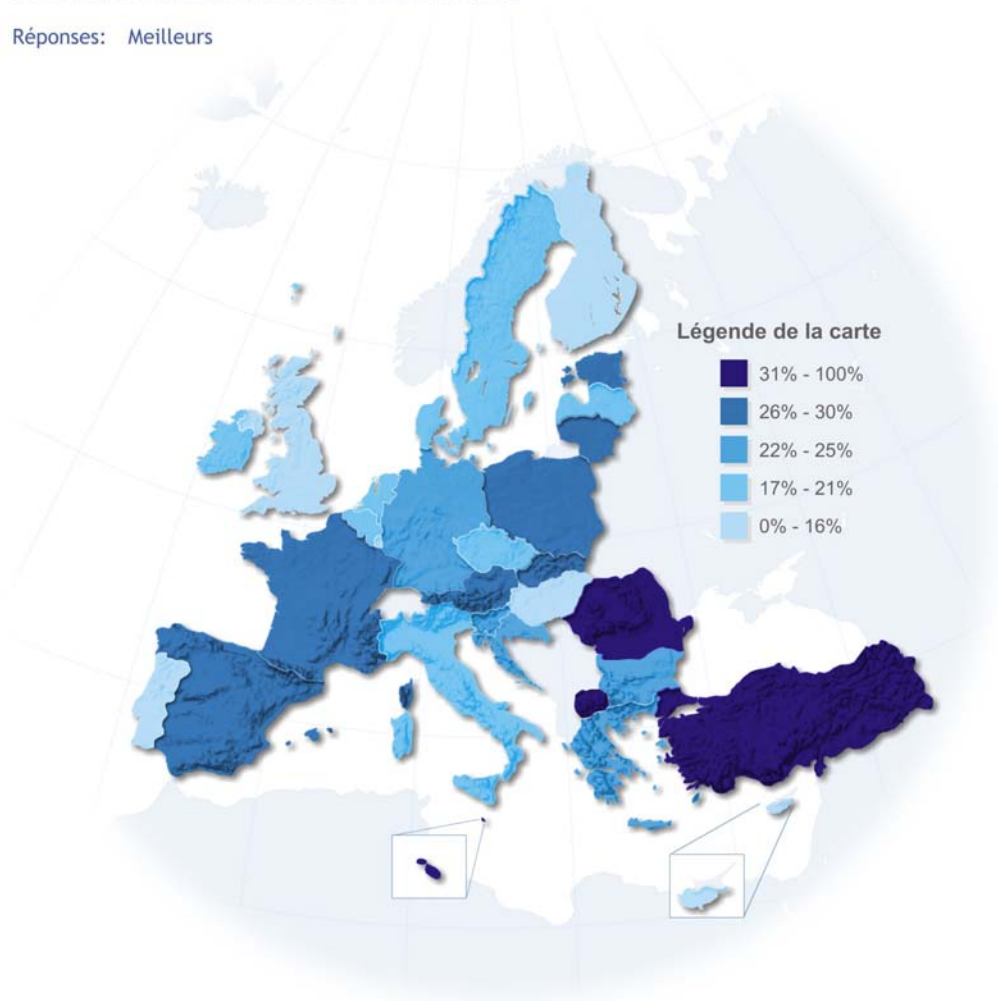 Réponses: Meilleurs
Légende de la carte
31% - 100%
26% - 30%
22% - 25%
17% - 21%
0% - 16%